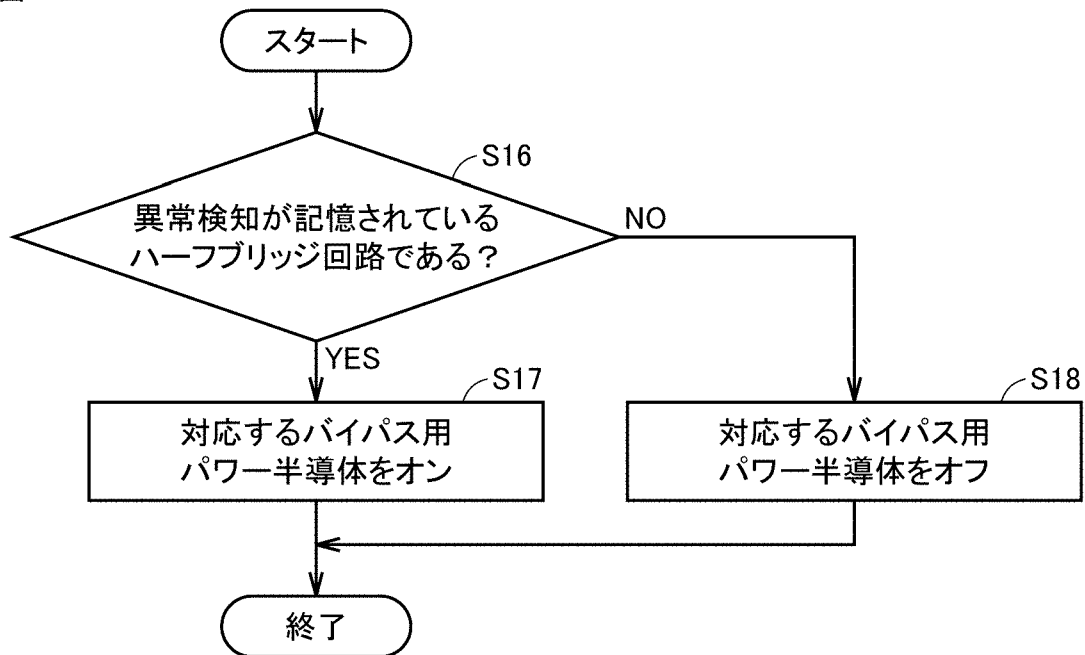 スタート
S16
異常検知が記憶されている
ハーフブリッジ回路である？
NO
YES
S17
対応するバイパス用
パワー半導体をオン
S18
対応するバイパス用
パワー半導体をオフ
終了